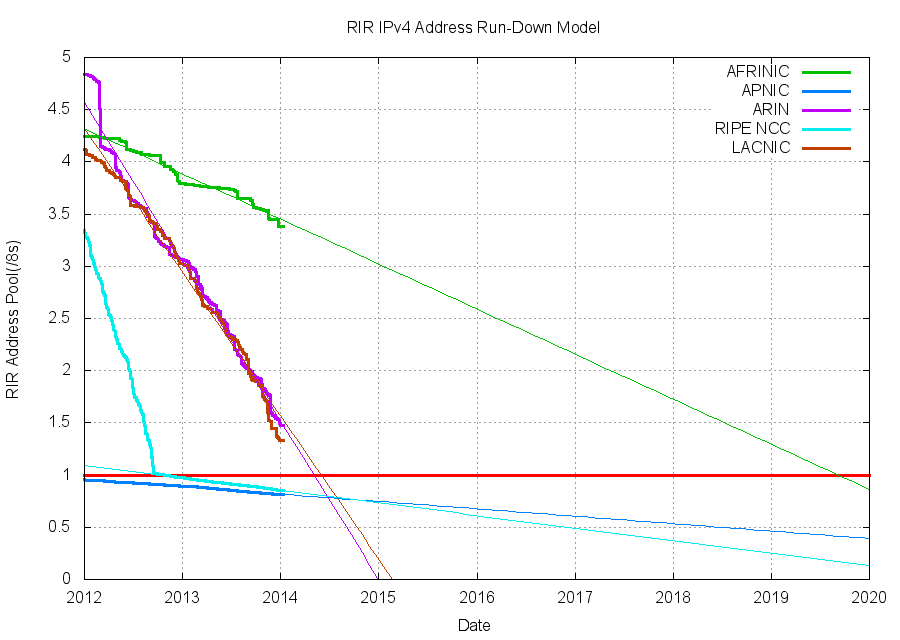 RIR IPv4 Address Run-Down Model
AFRINIC
APNIC
ARIN
RIPE NCC
LACNIC
RIR Address Pool(/8s)
5
4.5
4
3.5
3
2.5
2
1.5
1
0.5
0
2012 2013 2014 2015 2016 2017 2018 2019 2020
Date